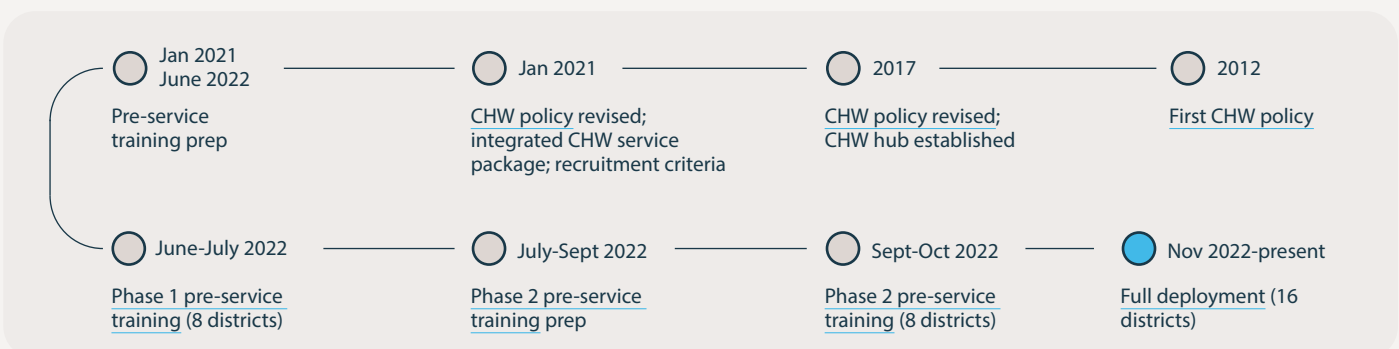 Jan 2021
June 2022
Pre-service
training prep
Jan 2021
CHW policy revised;
integrated CHW service
package; recruitment criteria
2017
CHW policy revised;
CHW hub established
2012
First CHW policy
June-July 2022
Phase 1 pre-service
training (8 districts)
July-Sept 2022
Phase 2 pre-service
training prep
Sept-Oct 2022
Phase 2 pre-service
training (8 districts)
Nov 2022-present
Full deployment (16
districts)